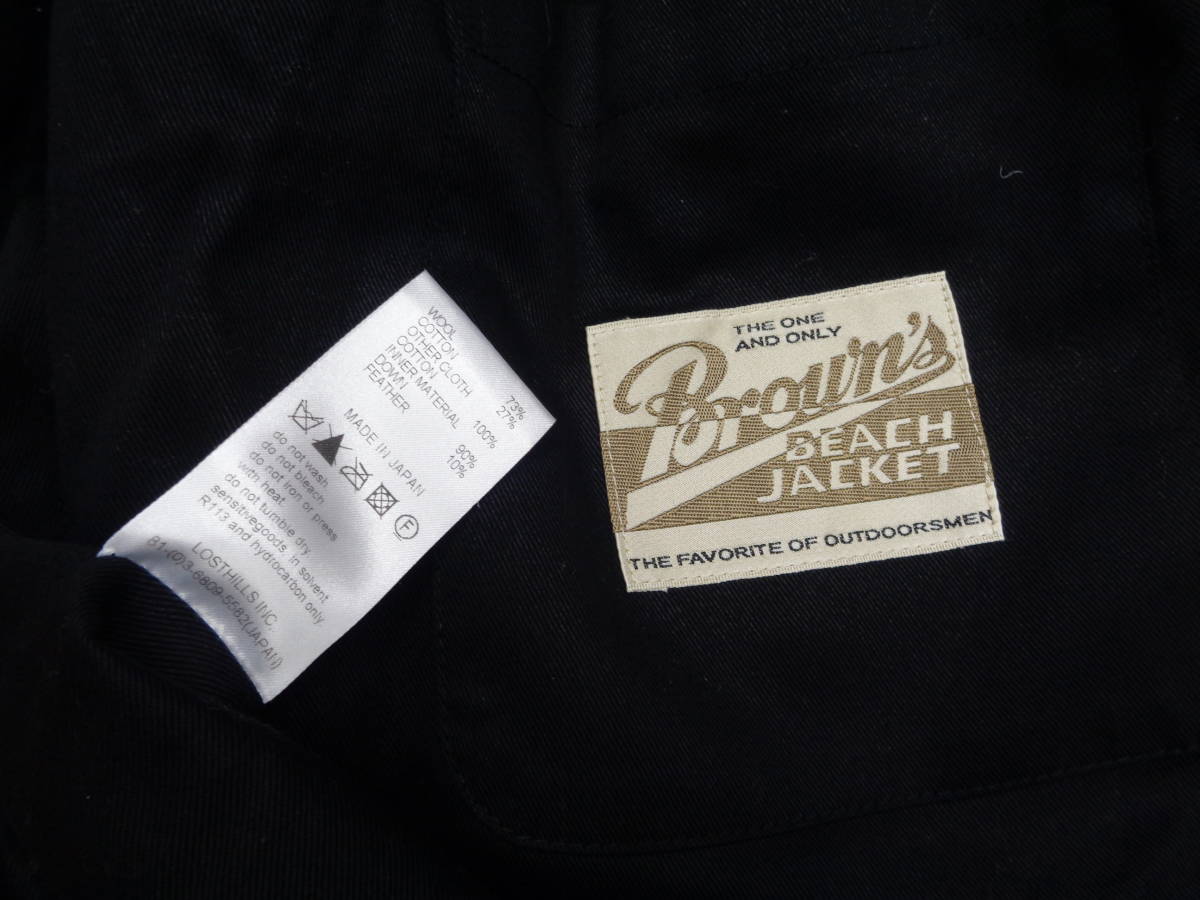 WOOL 73%
COTTON 27%
OTHER CLOTH
COTTON 100%
INNER MATERIAL
DOWN 90%
FEATHER 10%
MADE IN JAPAN
F
do not wash
do not bleach
do not iron or press
with heat
do not tumble dry
sensitivegoods in solvent
R113 and hydrocarbon only.
LOSTHILLS INC.
81-(0)3-6809-5582(JAPAN)
THE ONE
AND ONLY
Brown's
BEACH
JACKET
THE FAVORITE OF OUTDOORSMEN